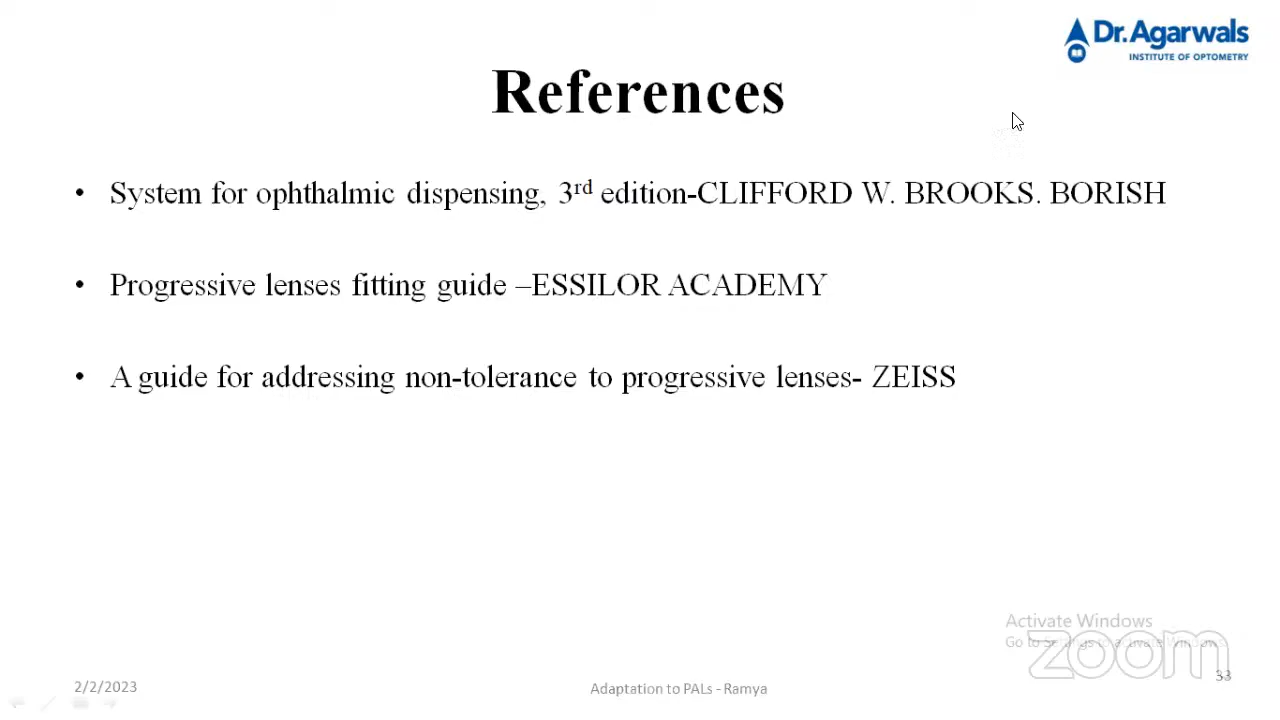 Dr.Agarwals
INSTITUTE OF OPTOMETRY
References
• System for ophthalmic dispensing, 3rd edition-CLIFFORD W. BROOKS. BORISH
• Progressive lenses fitting guide –ESSILOR ACADEMY
• A guide for addressing non-tolerance to progressive lenses- ZEISS
Activate Windows
Go to Settings to activate Windows.
zoom
2/2/2023
Adaptation to PALs - Ramya
33